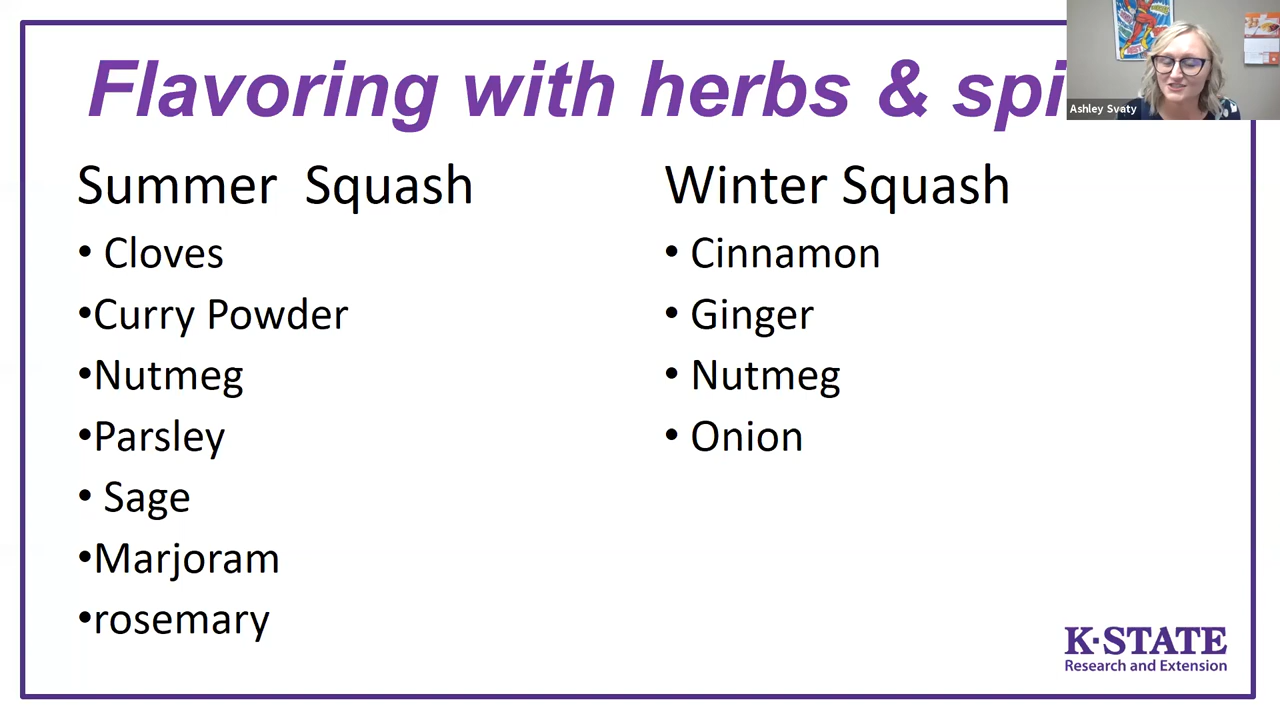 Flavoring with herbs & spi
Ashley Svaty
Summer  Squash
• Cloves
•Curry Powder
•Nutmeg
•Parsley
• Sage
•Marjoram
•rosemary
Winter Squash
• Cinnamon
• Ginger
• Nutmeg
• Onion
K·STATE
Research and Extension